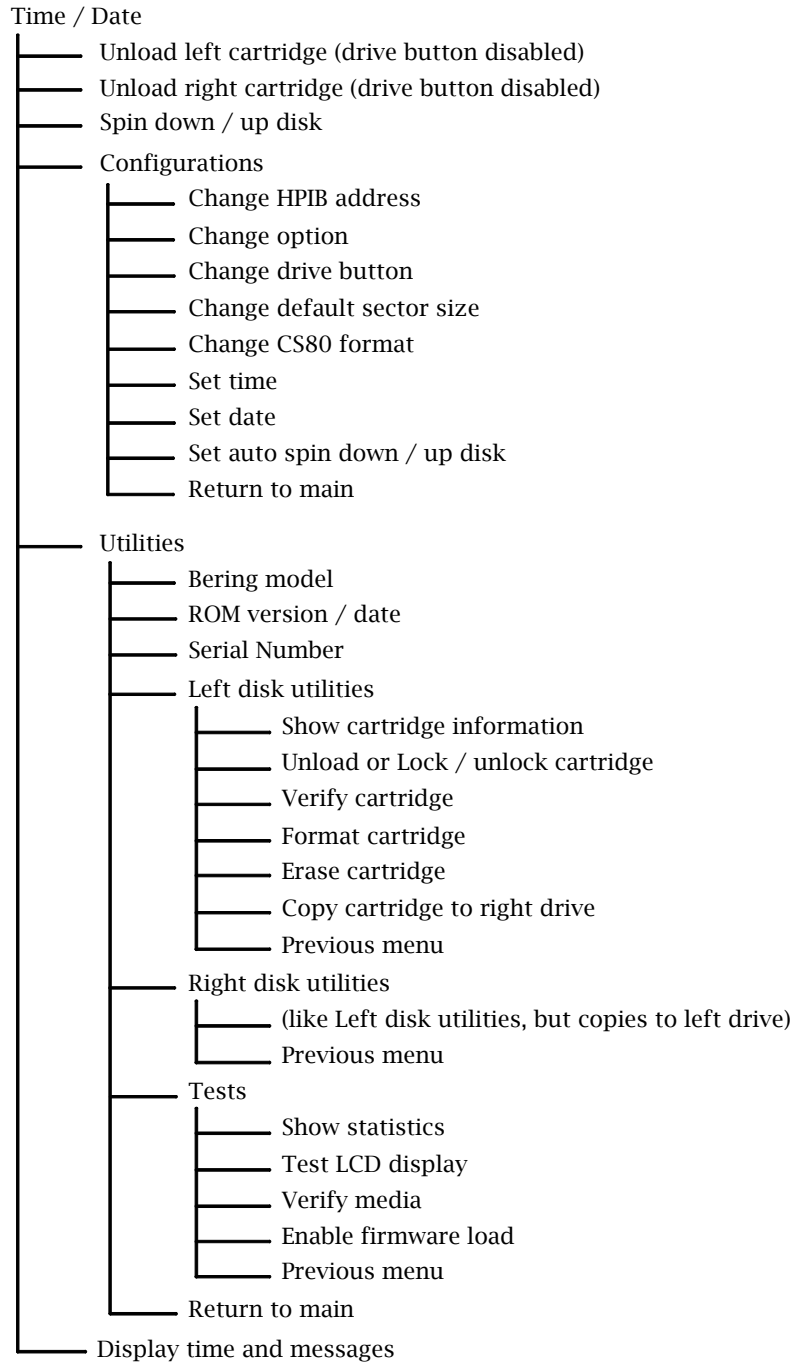 Time / Date
Unload left cartridge (drive button disabled)
Unload right cartridge (drive button disabled)
Spin down / up disk
Configurations
Change HPIB address
Change option
Change drive button
Change default sector size
Change CS80 format
Set time
Set date
Set auto spin down / up disk
Return to main
Utilities
Bering model
ROM version / date
Serial Number
Left disk utilities
Show cartridge information
Unload or Lock / unlock cartridge
Verify cartridge
Format cartridge
Erase cartridge
Copy cartridge to right drive
Previous menu
Right disk utilities
(like Left disk utilities, but copies to left drive)
Previous menu
Tests
Show statistics
Test LCD display
Verify media
Enable firmware load
Previous menu
Return to main
Display time and messages